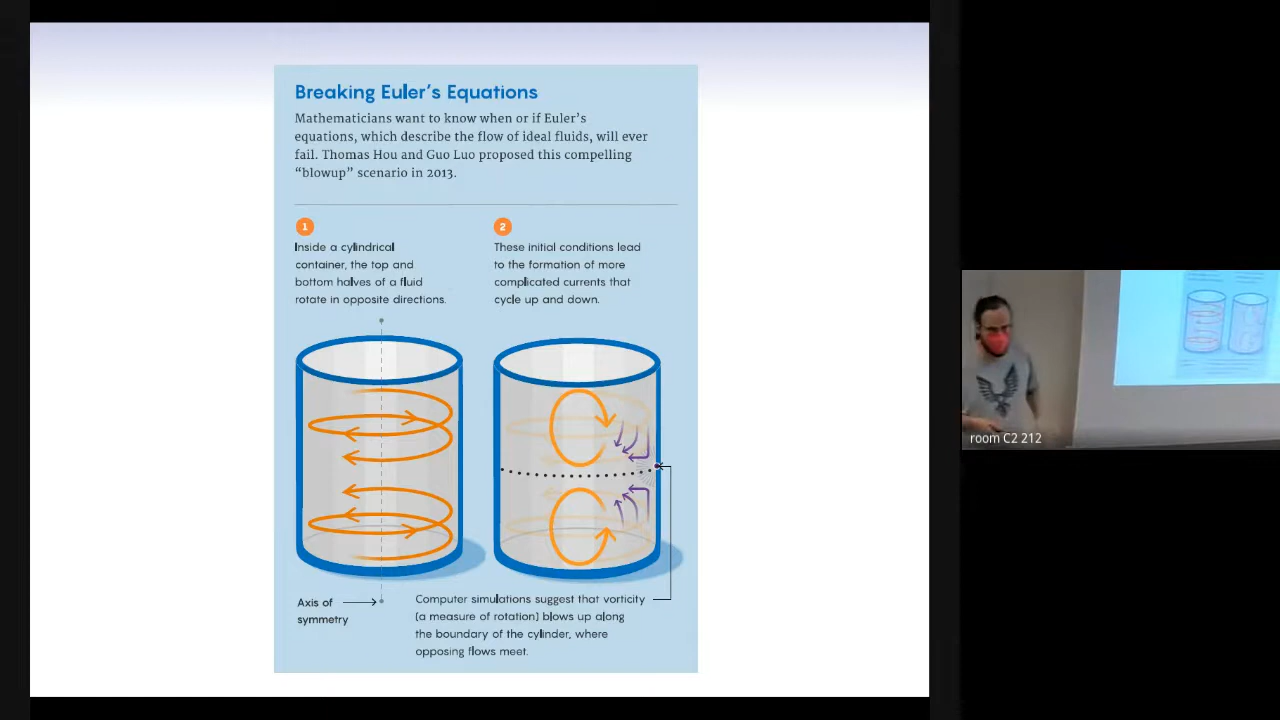 Breaking Euler's Equations
Mathematicians want to know when or if Euler's
equations, which describe the flow of ideal fluids, will ever
fail. Thomas Hou and Guo Luo proposed this compelling
“blowup” scenario in 2013.
1
Inside a cylindrical
container, the top and
bottom halves of a fluid
rotate in opposite directions.
2
These initial conditions lead
to the formation of more
complicated currents that
cycle up and down.
Axis of
symmetry
Computer simulations suggest that vorticity
(a measure of rotation) blows up along
the boundary of the cylinder, where
opposing flows meet.
room C2 212